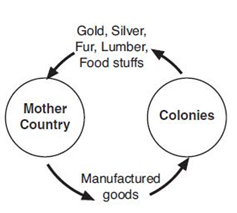 Gold, Silver,
Fur, Lumber,
Food stuffs
Mother
Country
Colonies
Manufactured
goods